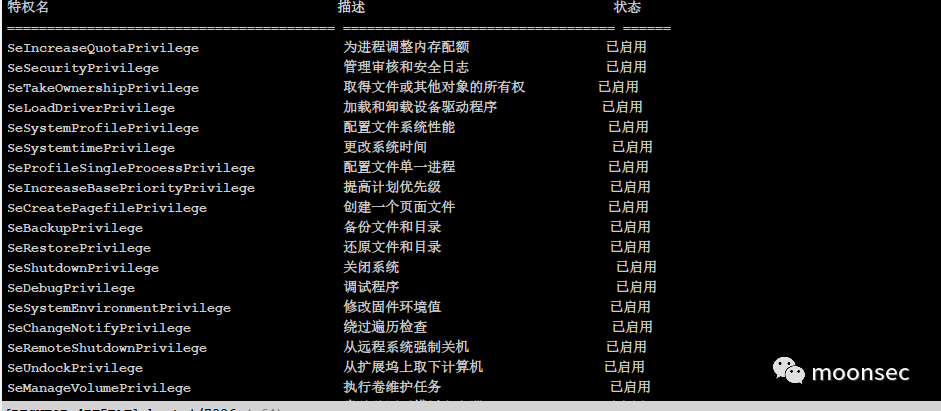 特权名 描述 状态
========================================= ================================== ======
SeIncreaseQuotaPrivilege 为进程调整内存配额 已启用
SeSecurityPrivilege 管理审核和安全日志 已启用
SeTakeOwnershipPrivilege 取得文件或其他对象的所有权 已启用
SeLoadDriverPrivilege 加载和卸载设备驱动程序 已启用
SeSystemProfilePrivilege 配置文件系统性能 已启用
SeSystemtimePrivilege 更改系统时间 已启用
SeProfileSingleProcessPrivilege 配置文件单一进程 已启用
SeIncreaseBasePriorityPrivilege 提高计划优先级 已启用
SeCreatePagefilePrivilege 创建一个页面文件 已启用
SeBackupPrivilege 备份文件和目录 已启用
SeRestorePrivilege 还原文件和目录 已启用
SeShutdownPrivilege 关闭系统 已启用
SeDebugPrivilege 调试程序 已启用
SeSystemEnvironmentPrivilege 修改固件环境值 已启用
SeChangeNotifyPrivilege 绕过遍历检查 已启用
SeRemoteShutdownPrivilege 从远程系统强制关机 已启用
SeUndockPrivilege 从扩展坞上取下计算机 已启用
SeManageVolumePrivilege 执行卷维护任务 已启用
moonsec